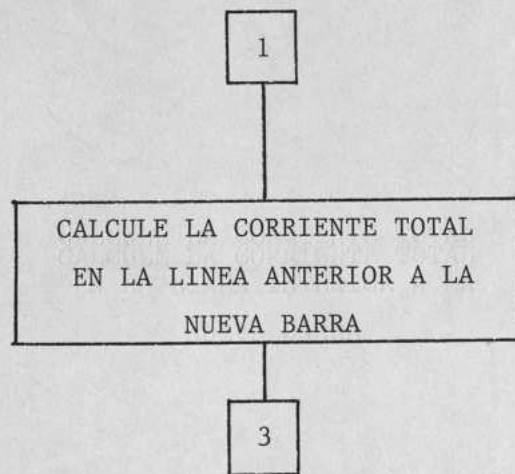 1
CALCULE LA CORRIENTE TOTAL
EN LA LINEA ANTERIOR A LA
NUEVA BARRA
3